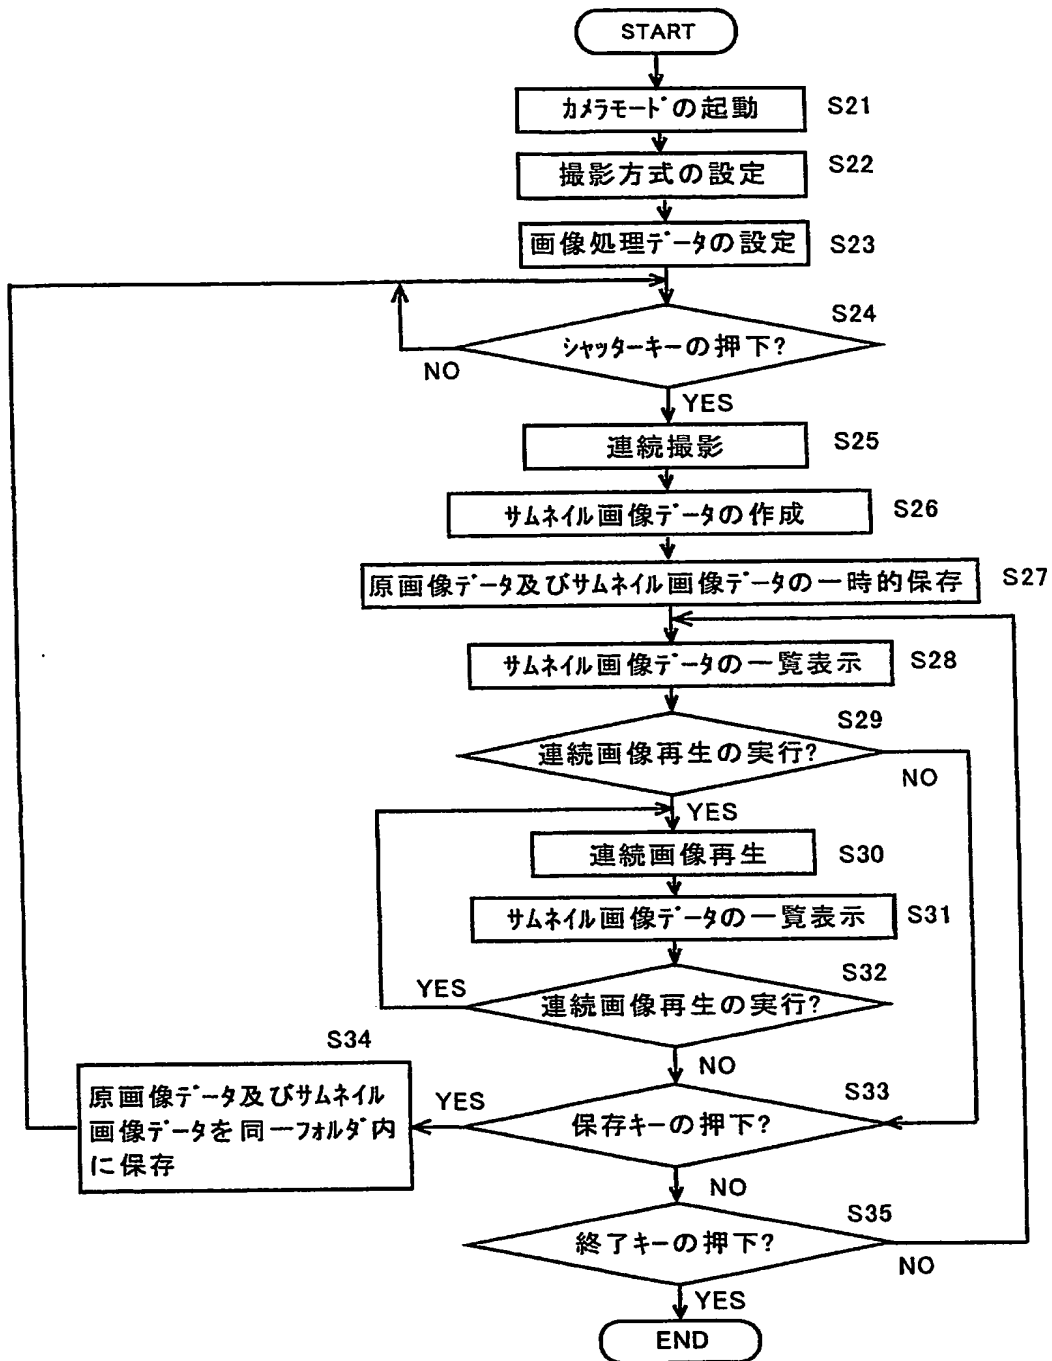 START
カメラモードの起動
S21
撮影方式の設定
S22
画像処理データの設定
S23
S24
シャッターキーの押下?
NO
YES
連続撮影
S25
サムネイル画像データの作成
S26
原画像データ及びサムネイル画像データの一時的保存
S27
サムネイル画像データの一覧表示
S28
S29
連続画像再生の実行?
NO
YES
連続画像再生
S30
サムネイル画像データの一覧表示
S31
S32
連続画像再生の実行?
YES
NO
S34
原画像データ及びサムネイル
画像データを同一フォルダ内
に保存
S33
YES
保存キーの押下?
NO
S35
終了キーの押下?
NO
YES
END